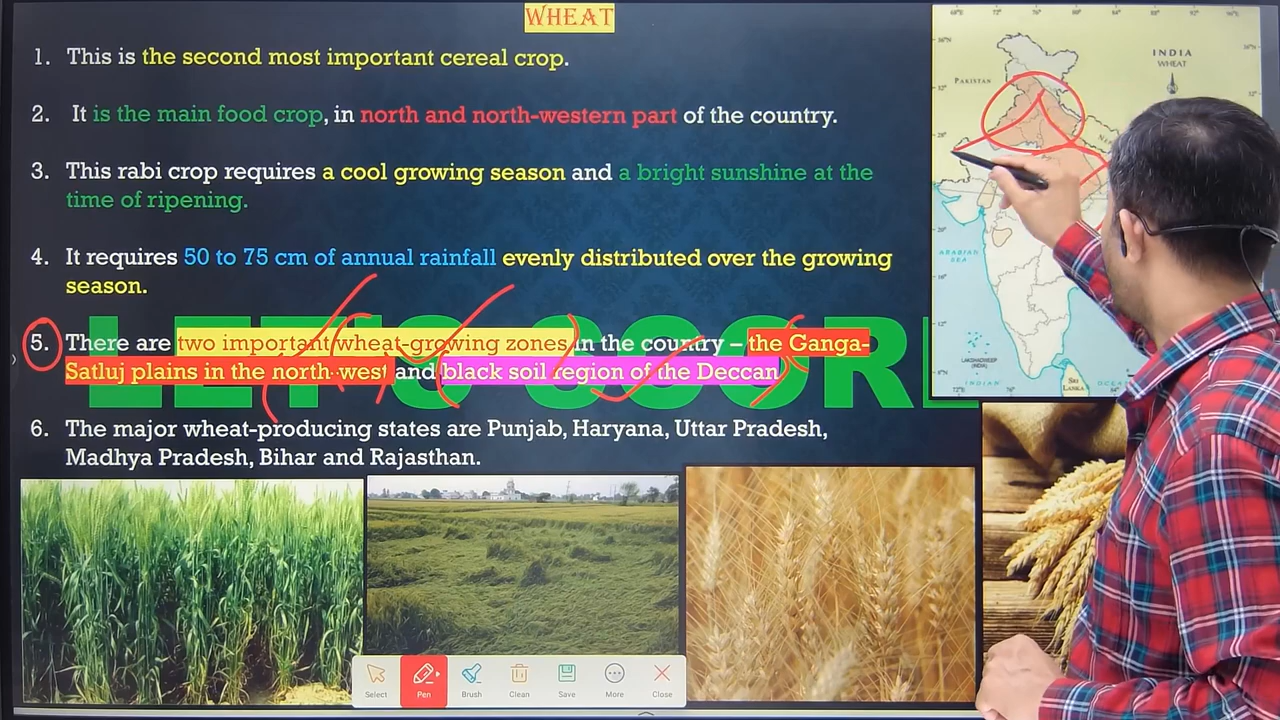 WHEAT
1. This is the second most important cereal crop.
2. It is the main food crop, in north and north-western part of the country.
3. This rabi crop requires a cool growing season and a bright sunshine at the
time of ripening.
4. It requires 50 to 75 cm of annual rainfall evenly distributed over the growing
season.
5. There are two important wheat-growing zones in the country – the Ganga-
Satluj plains in the north-west and black soil region of the Deccan
6. The major wheat-producing states are Punjab, Haryana, Uttar Pradesh,
Madhya Pradesh, Bihar and Rajasthan.
INDIA
WHEAT
PAKISTAN
ARABIAN
SEA
LAKSHADWEEP
(INDIA)
SRI
LANKA
INDIAN
Select
Pen
Brush
Clean
Save
More
Close